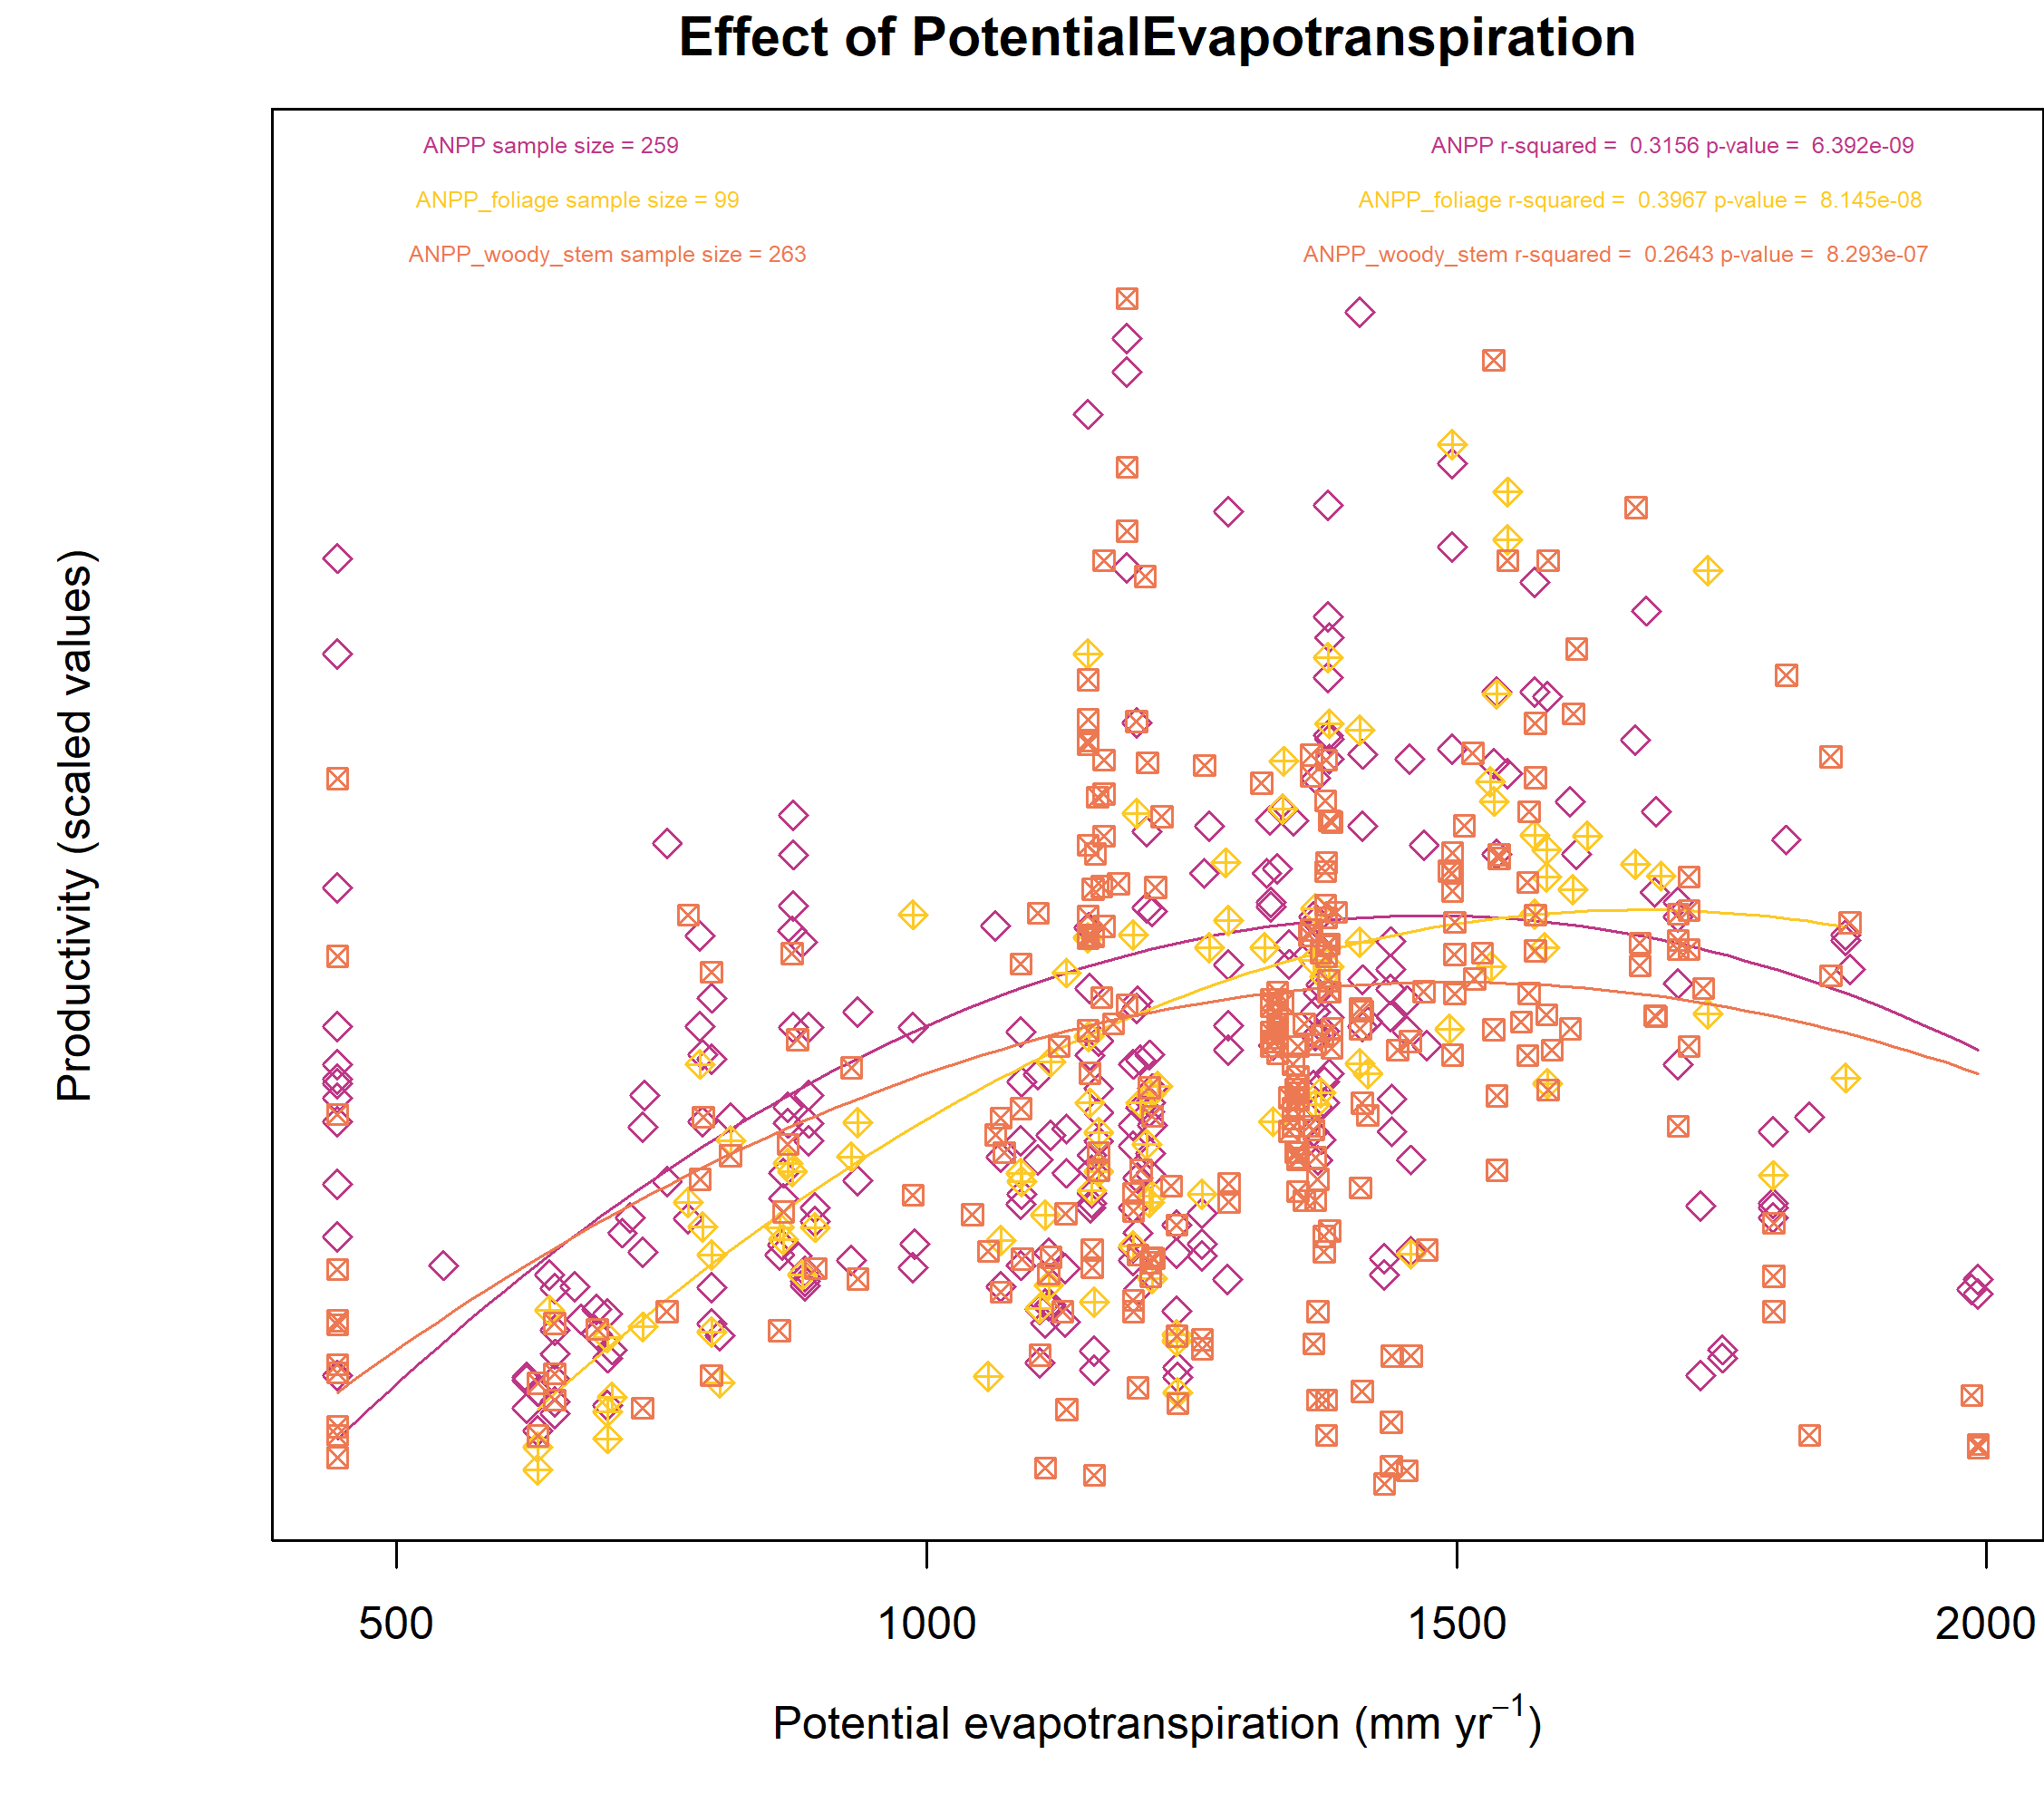 Effect of PotentialEvapotranspiration
ANPP sample size = 259
ANPP r-squared = 0.3156 p-value = 6.392e-09
ANPP_foliage sample size = 99
ANPP_foliage r-squared = 0.3967 p-value = 8.145e-08
ANPP_woody_stem sample size = 263
ANPP_woody_stem r-squared = 0.2643 p-value = 8.293e-07
Productivity (scaled values)
500 1000 1500 2000
Potential evapotranspiration (mm yr⁻¹)